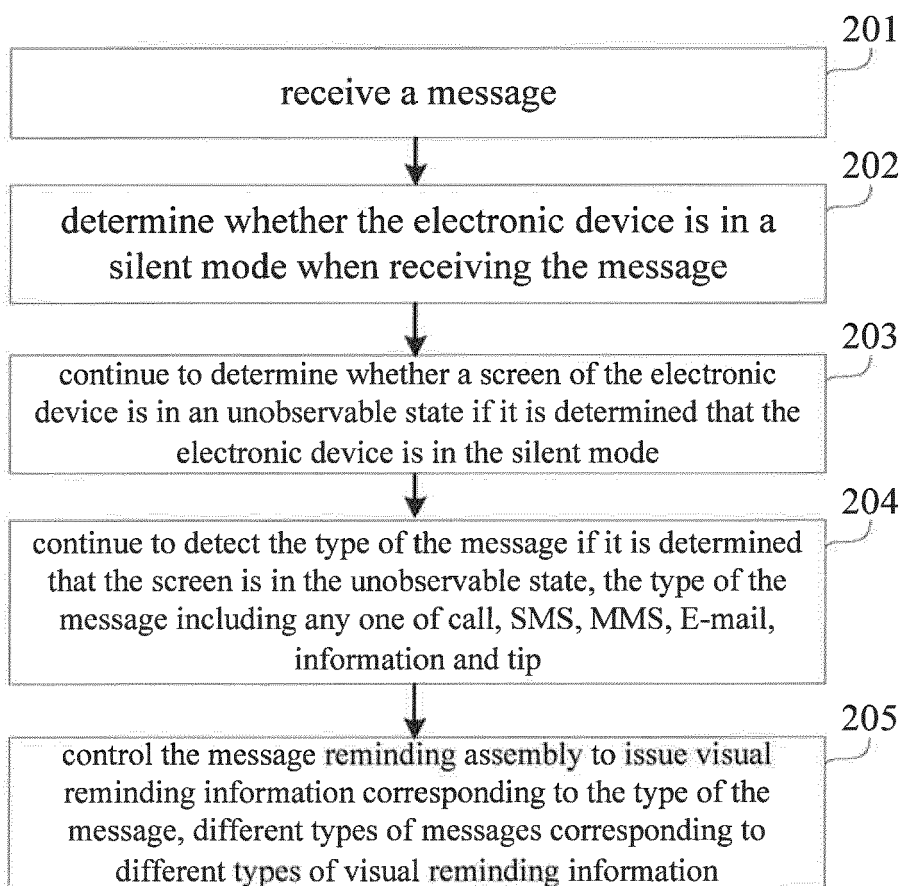 201
receive a message
202
determine whether the electronic device is in a
silent mode when receiving the message
203
continue to determine whether a screen of the electronic
device is in an unobservable state if it is determined that the
electronic device is in the silent mode
204
continue to detect the type of the message if it is determined
that the screen is in the unobservable state, the type of the
message including any one of call, SMS, MMS, E-mail,
information and tip
205
control the message reminding assembly to issue visual
reminding information corresponding to the type of the
message, different types of messages corresponding to
different types of visual reminding information